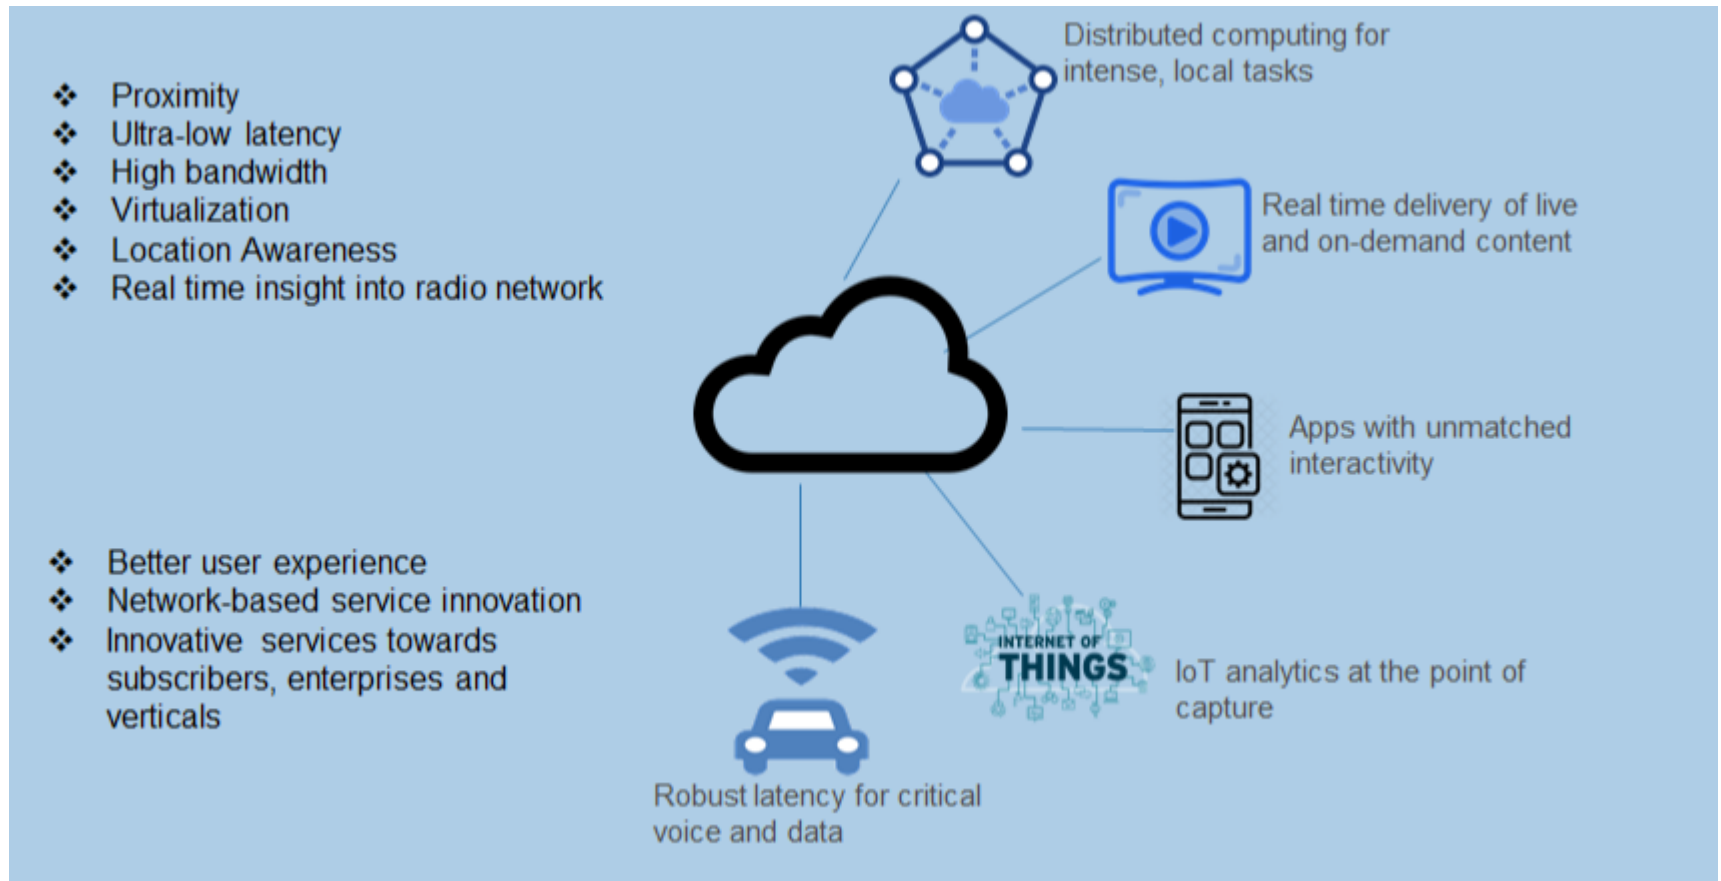 Distributed computing for
intense, local tasks
❖ Proximity
❖ Ultra-low latency
❖ High bandwidth
❖ Virtualization
❖ Location Awareness
❖ Real time insight into radio network
Real time delivery of live
and on-demand content
Apps with unmatched
interactivity
❖ Better user experience
❖ Network-based service innovation
❖ Innovative services towards
subscribers, enterprises and
verticals
INTERNET OF
THINGS
IoT analytics at the point of
capture
Robust latency for critical
voice and data